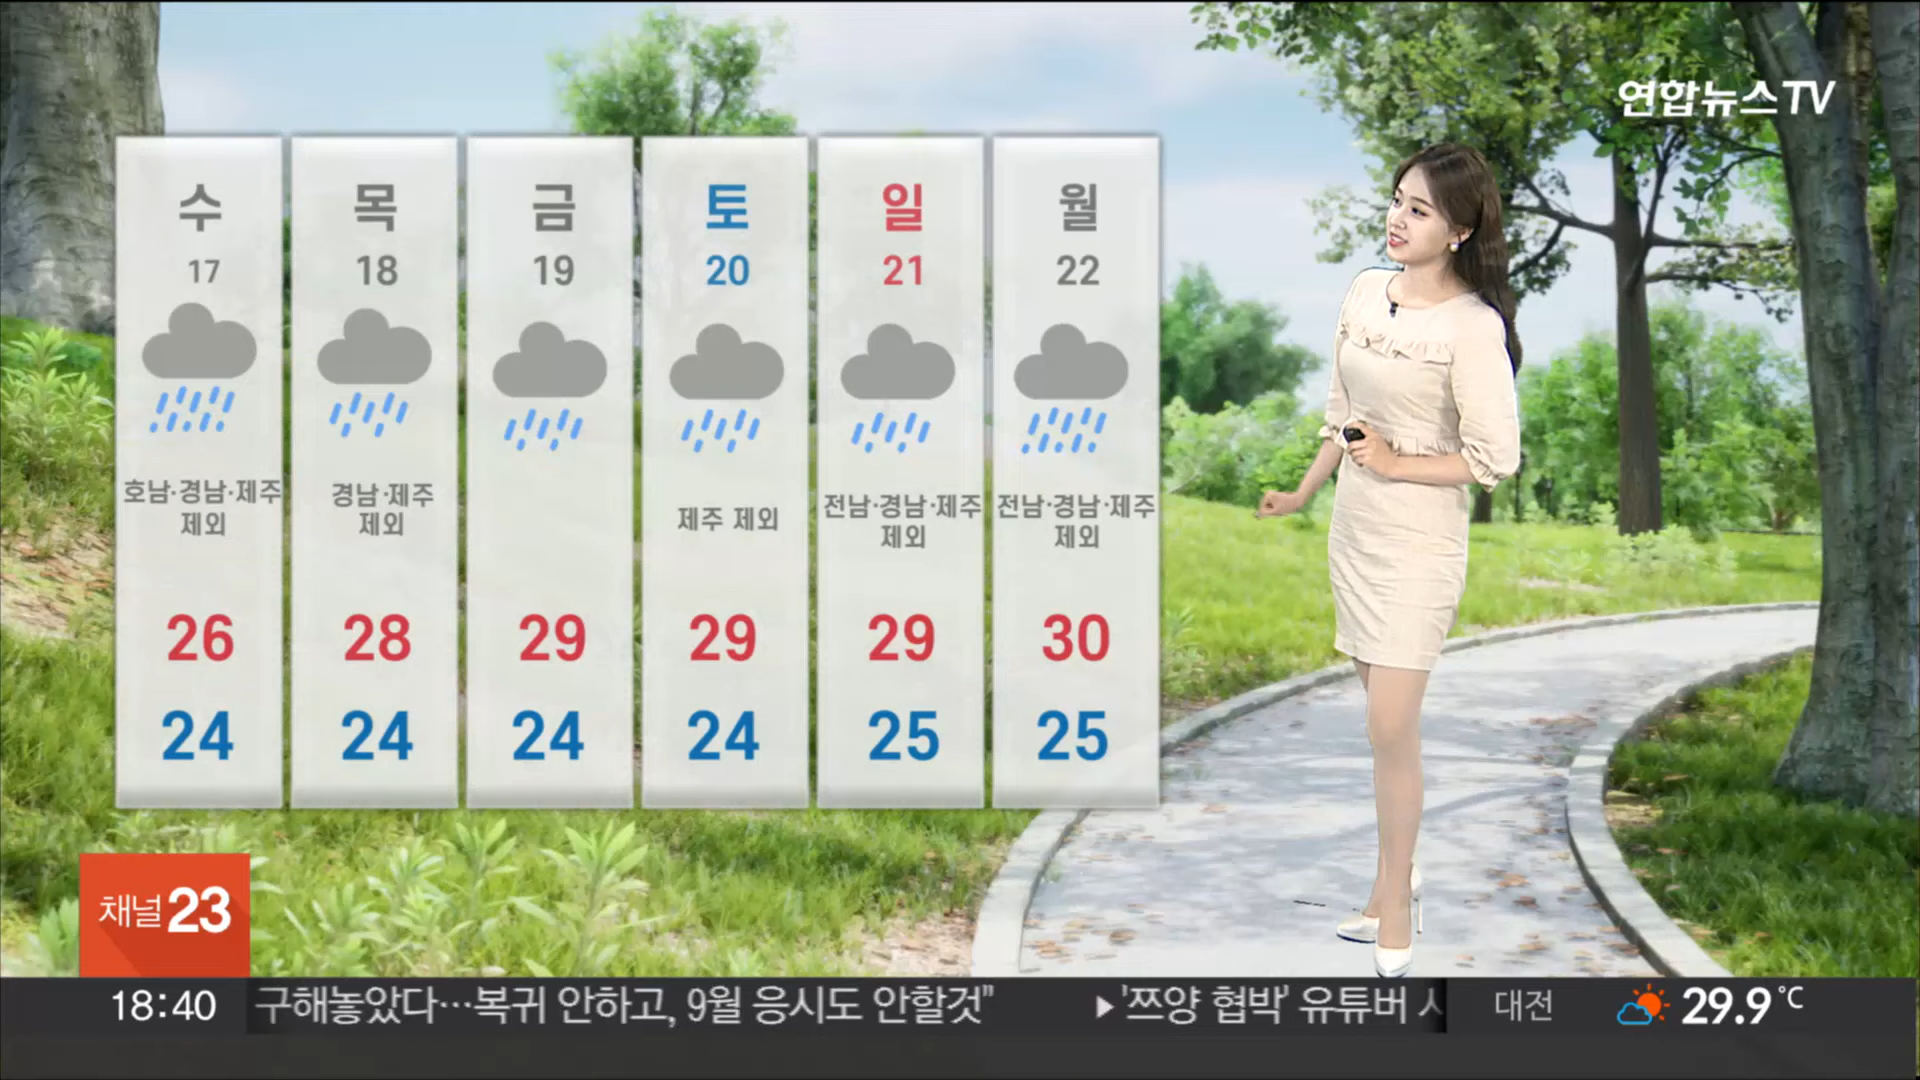 연합뉴스TV
수 목 금 토 일 월
17 18 19 20 21 22
호남·경남·제주 제외
경남·제주 제외
제주 제외
전남·경남·제주 제외
전남·경남·제주 제외
26 28 29 29 29 30
24 24 24 24 25 25
채널 23
18:40 구해놓았다…복귀 안하고, 9월 응시도 안할것" ▶'쯔양 협박' 유튜버 대전 29.9℃